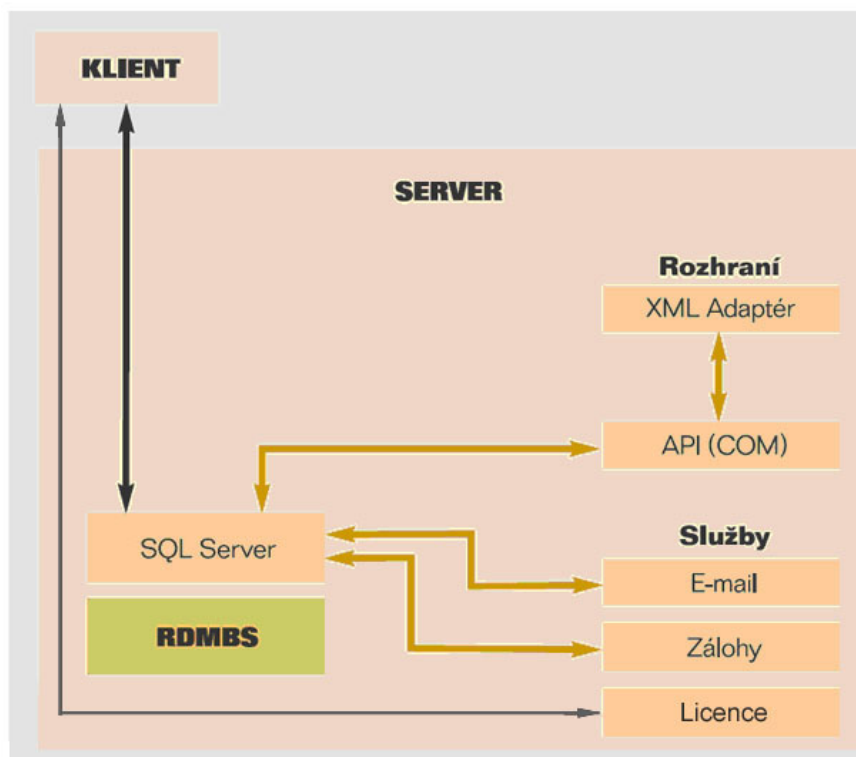 KLIENT
SERVER
Rozhraní
XML Adaptér
API (COM)
SQL Server
RDMBS
Služby
E-mail
Zálohy
Licence